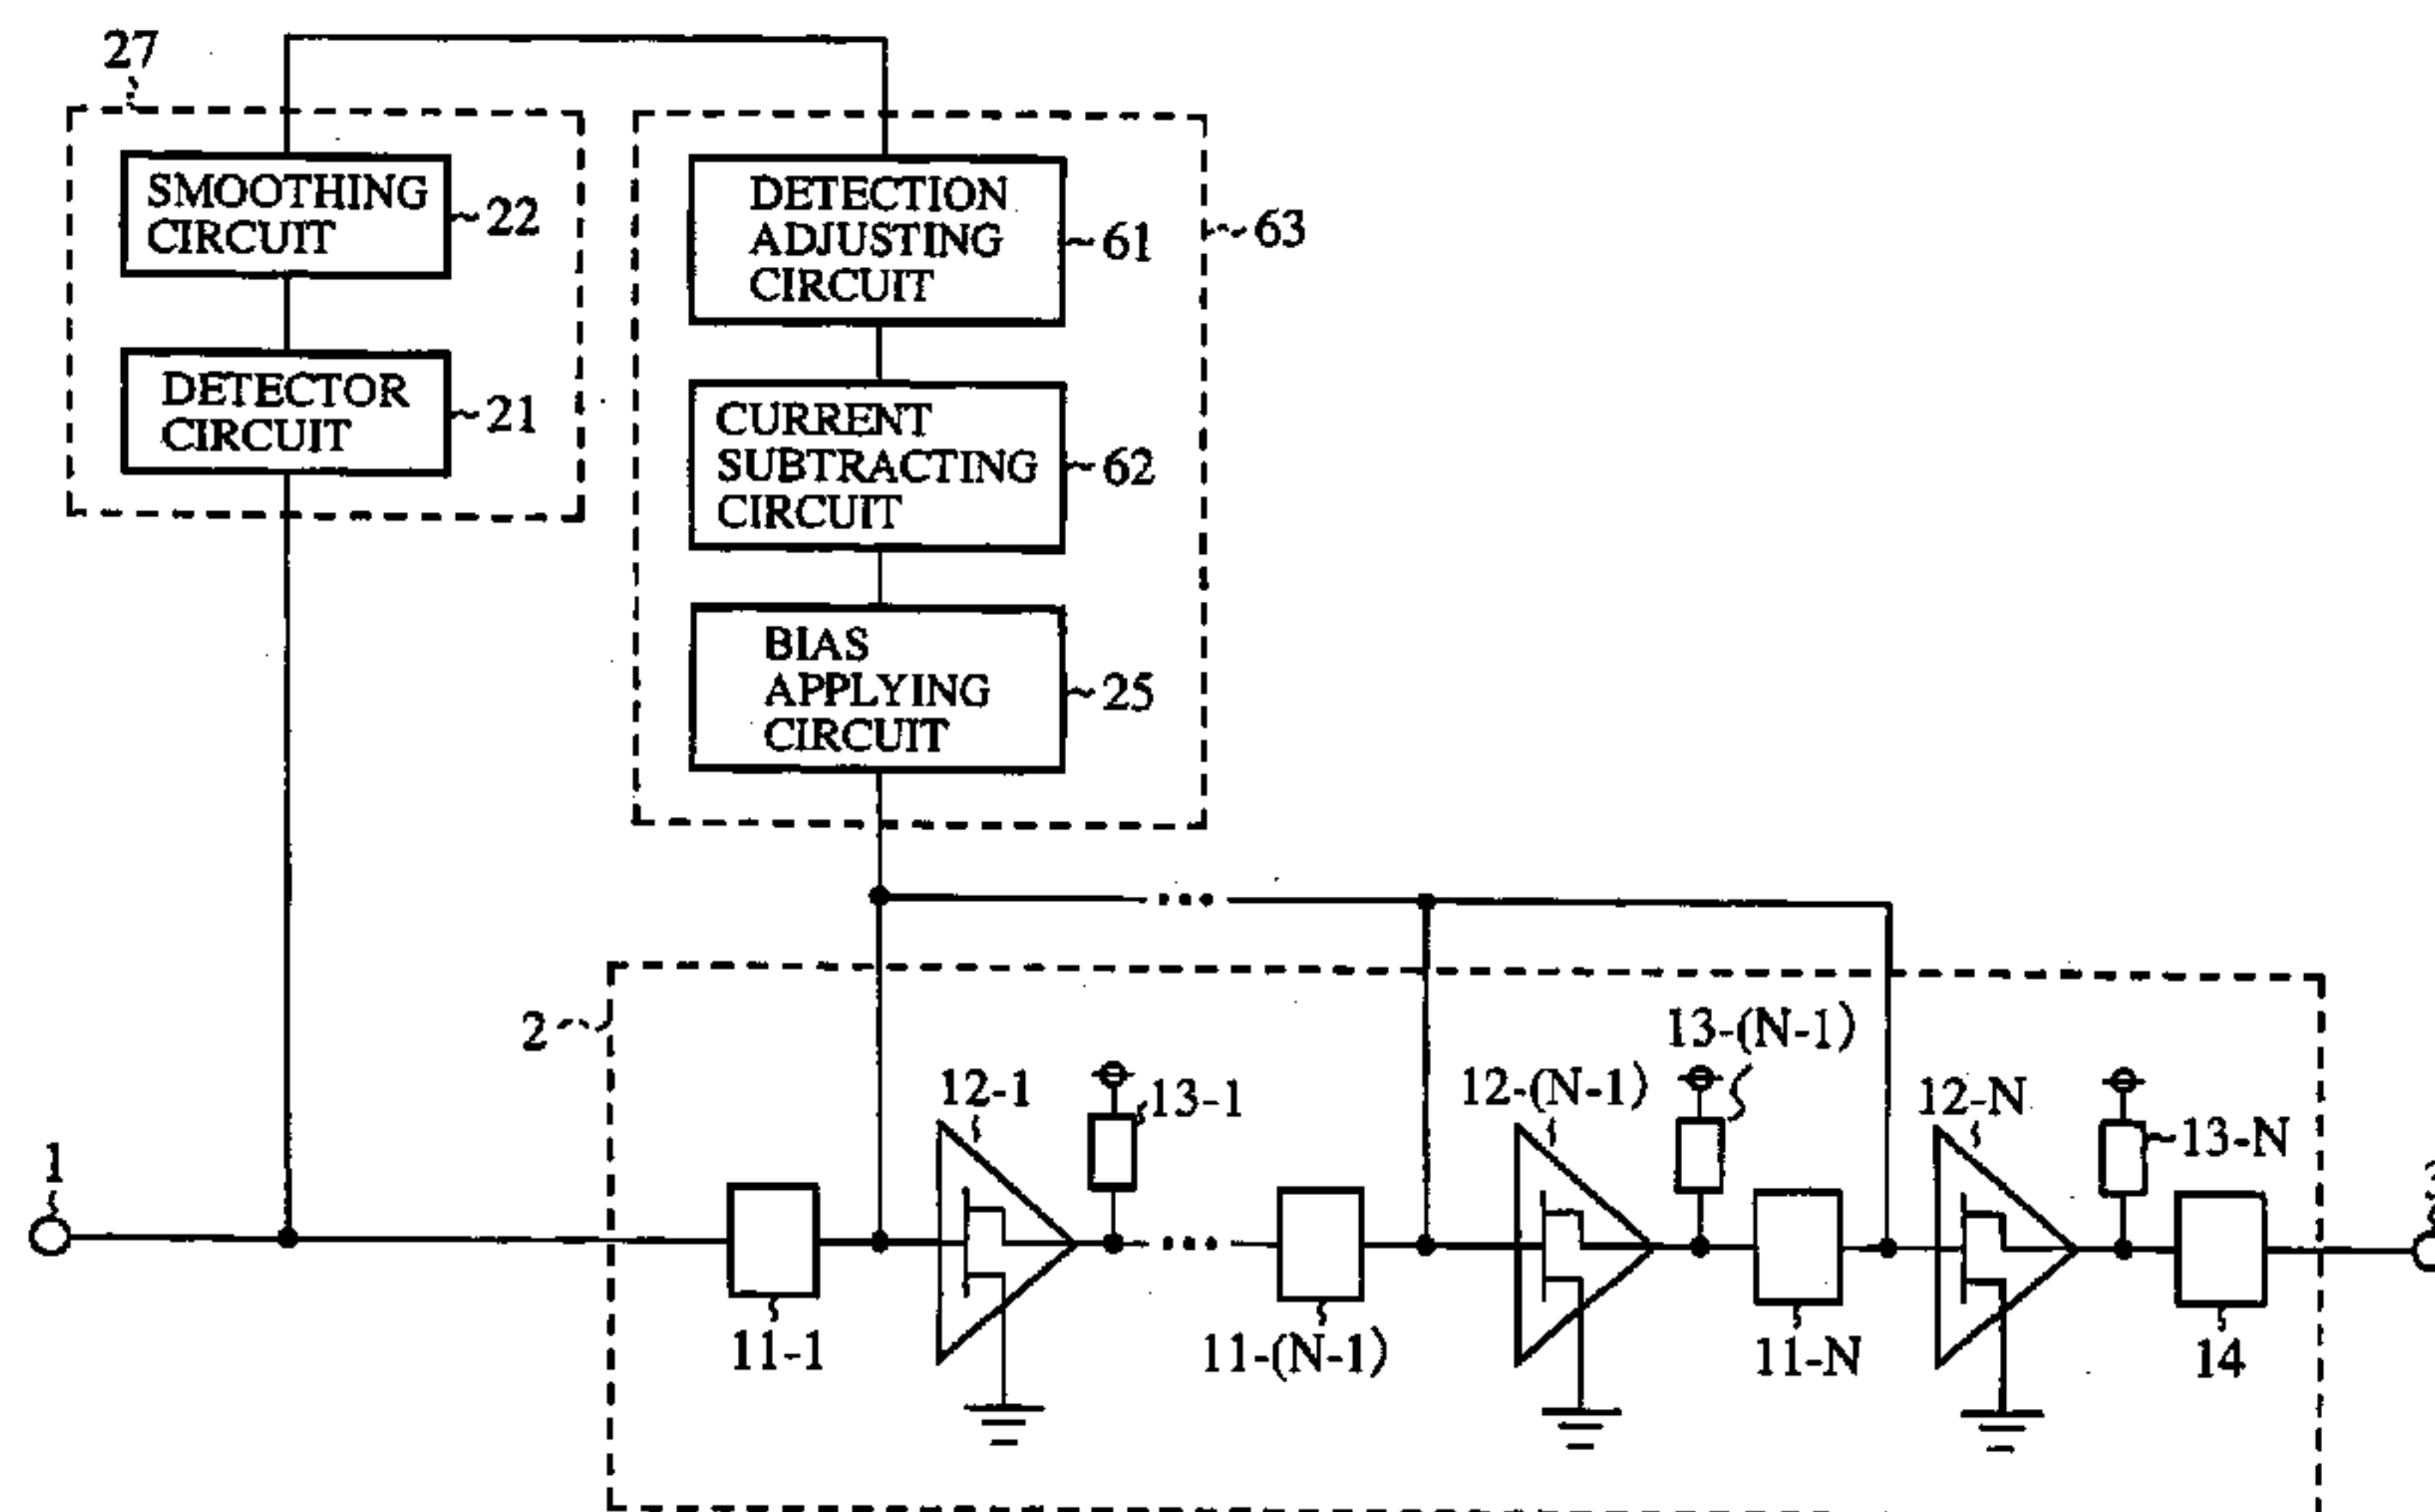 27
SMOOTHING
CIRCUIT
22
DETECTOR
CIRCUIT
21
DETECTION
ADJUSTING
CIRCUIT
61
63
CURRENT
SUBTRACTING
CIRCUIT
62
BIAS
APPLYING
CIRCUIT
25
2
1
12-1
13-1
12-(N-1)
13-(N-1)
12-N
13-N
11-1
11-(N-1)
11-N
14